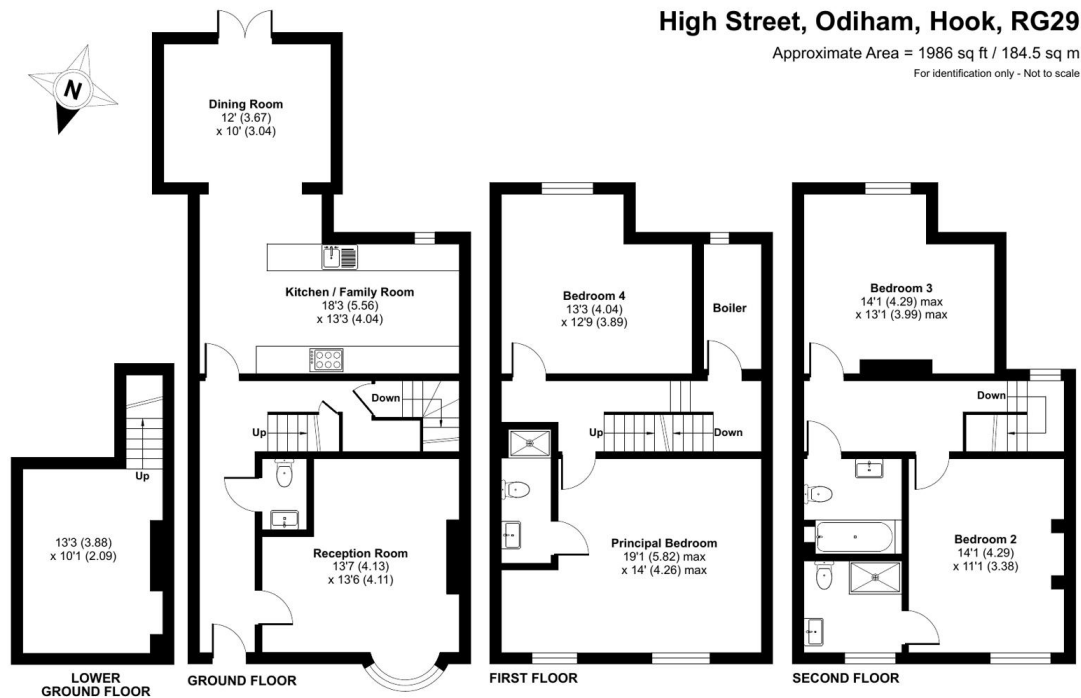 High Street, Odiham, Hook, RG29
Approximate Area = 1986 sq ft / 184.5 sq m
For identification only - Not to scale
N
Dining Room
12' (3.67)
x 10' (3.04)
Kitchen / Family Room
18'3 (5.56)
x 13'3 (4.04)
Down
Up
Reception Room
13'7 (4.13)
x 13'6 (4.11)
GROUND FLOOR
Up
13'3 (3.88)
x 10'1 (2.09)
LOWER
GROUND FLOOR
Bedroom 4
13'3 (4.04)
x 12'9 (3.89)
Boiler
Up
Down
Principal Bedroom
19'1 (5.82) max
x 14' (4.26) max
FIRST FLOOR
Bedroom 3
14'1 (4.29) max
x 13'1 (3.99) max
Down
Bedroom 2
14'1 (4.29)
x 11'1 (3.38)
SECOND FLOOR